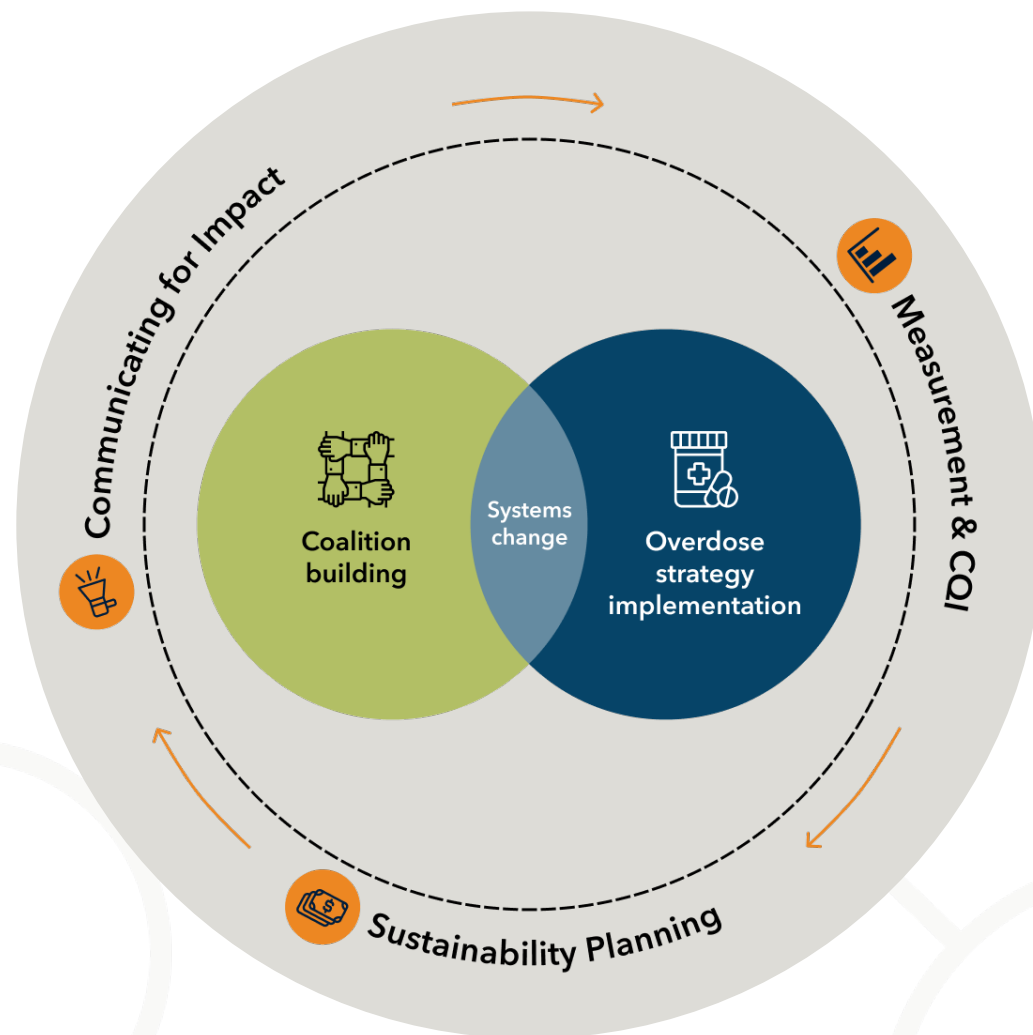 Communicating for Impact
Measurement & CQI
Coalition
building
Systems
change
Overdose
strategy
implementation
$
Sustainability Planning